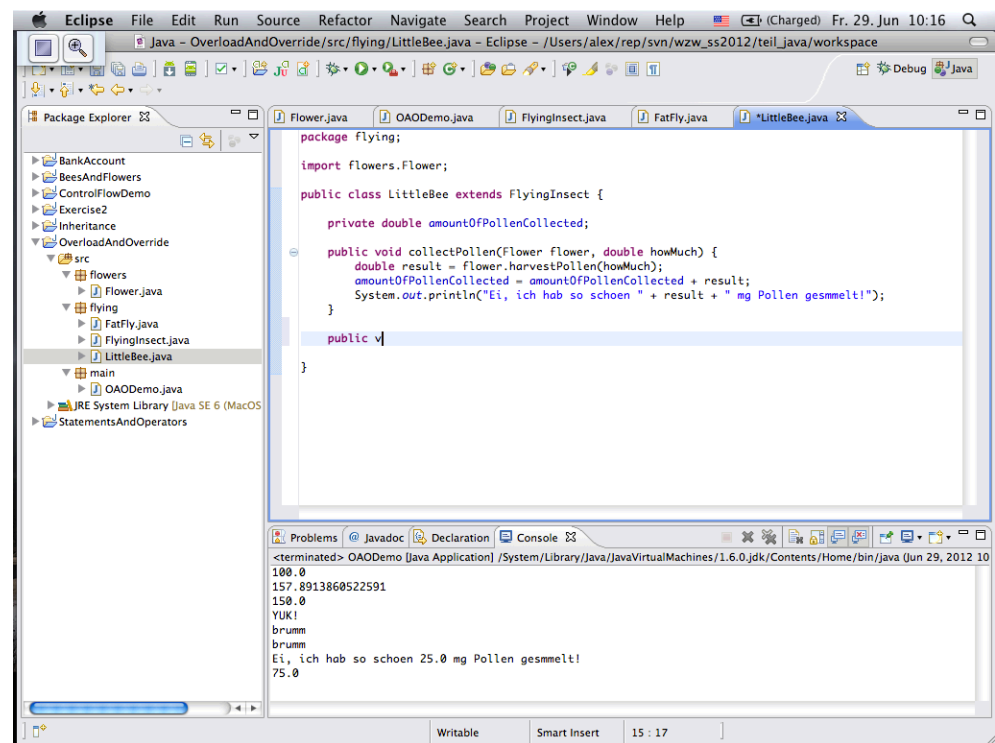 Eclipse File Edit Run Source Refactor Navigate Search Project Window Help (Charged) Fr. 29. Jun 10:16
Java – OverloadAndOverride/src/flying/LittleBee.java – Eclipse – /Users/alex/rep/svn/wzw_ss2012/teil_java/workspace
Debug Java
Package Explorer
BankAccount
BeesAndFlowers
ControlFlowDemo
Exercise2
Inheritance
OverloadAndOverride
src
flowers
Flower.java
flying
FatFly.java
FlyingInsect.java
LittleBee.java
main
OAODemo.java
JRE System Library [Java SE 6 (MacOS
StatementsAndOperators
Flower.java OAODemo.java FlyingInsect.java FatFly.java *LittleBee.java
package flying;
import flowers.Flower;
public class LittleBee extends FlyingInsect {
private double amountOfPollenCollected;
public void collectPollen(Flower flower, double howMuch) {
double result = flower.harvestPollen(howMuch);
amountOfPollenCollected = amountOfPollenCollected + result;
System.out.println("Ei, ich hab so schoen " + result + " mg Pollen gesmmelt!");
}
public v
}
Problems @ Javadoc Declaration Console
<terminated> OAODemo [Java Application] /System/Library/Java/JavaVirtualMachines/1.6.0.jdk/Contents/Home/bin/java (Jun 29, 2012 10
100.0
157.8913860522591
150.0
YUK!
brumm
brumm
Ei, ich hab so schoen 25.0 mg Pollen gesmmelt!
75.0
Writable Smart Insert 15 : 17